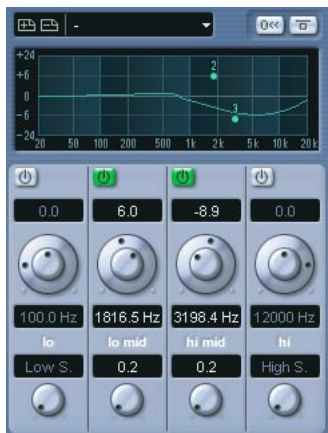 -
0<<
+24
+6
0
-6
-24
2
3
20 50 100 200 500 1k 2k 5k 10k 20k
0.0 6.0 -8.9 0.0
100.0 Hz 1816.5 Hz 3198.4 Hz 12000 Hz
lo lo mid hi mid hi
Low S. 0.2 0.2 High S.